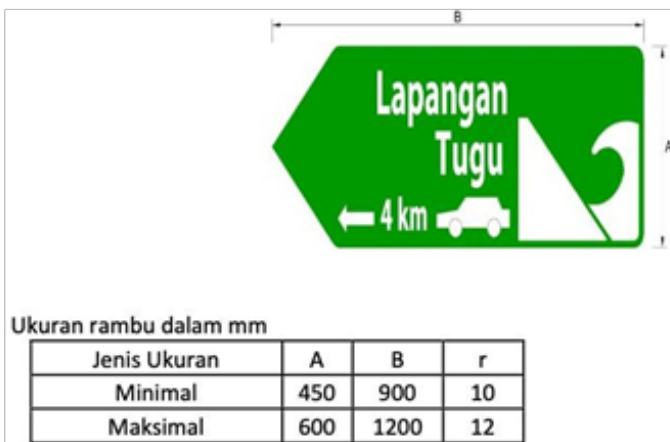 B
Lapangan
Tugu
A
4 km
Ukuran rambu dalam mm
Jenis Ukuran A B r
Minimal 450 900 10
Maksimal 600 1200 12